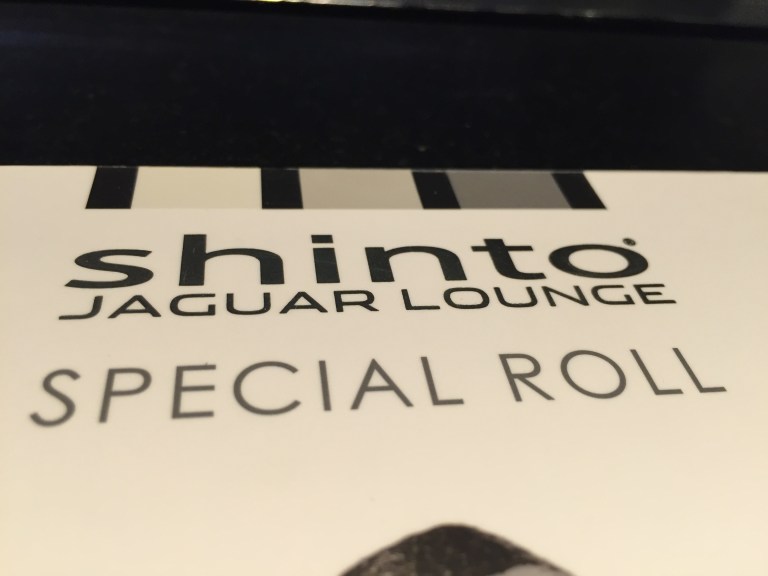 shinto
JAGUAR LOUNGE
SPECIAL ROLL